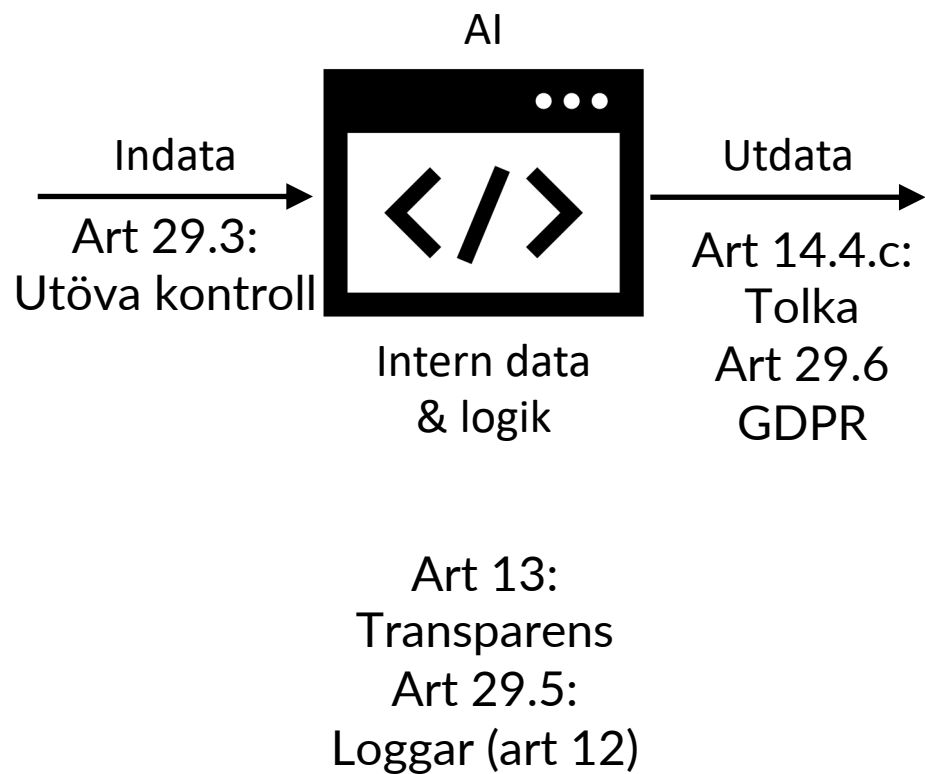 AI
Indata
Art 29.3:
Utöva kontroll
</>
Intern data
& logik
Utdata
Art 14.4.c:
Tolka
Art 29.6
GDPR
Art 13:
Transparens
Art 29.5:
Loggar (art 12)